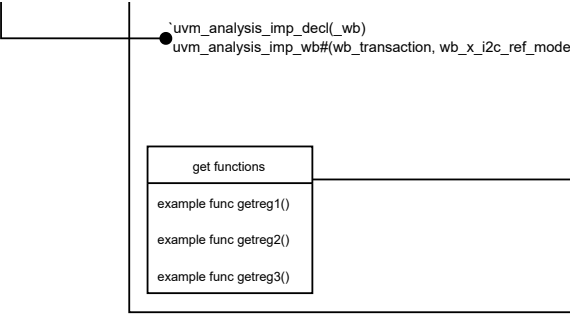 `uvm_analysis_imp_decl(_wb)
uvm_analysis_imp_wb#(wb_transaction, wb_x_i2c_ref_mode
get functions
example func getreg1()
example func getreg2()
example func getreg3()